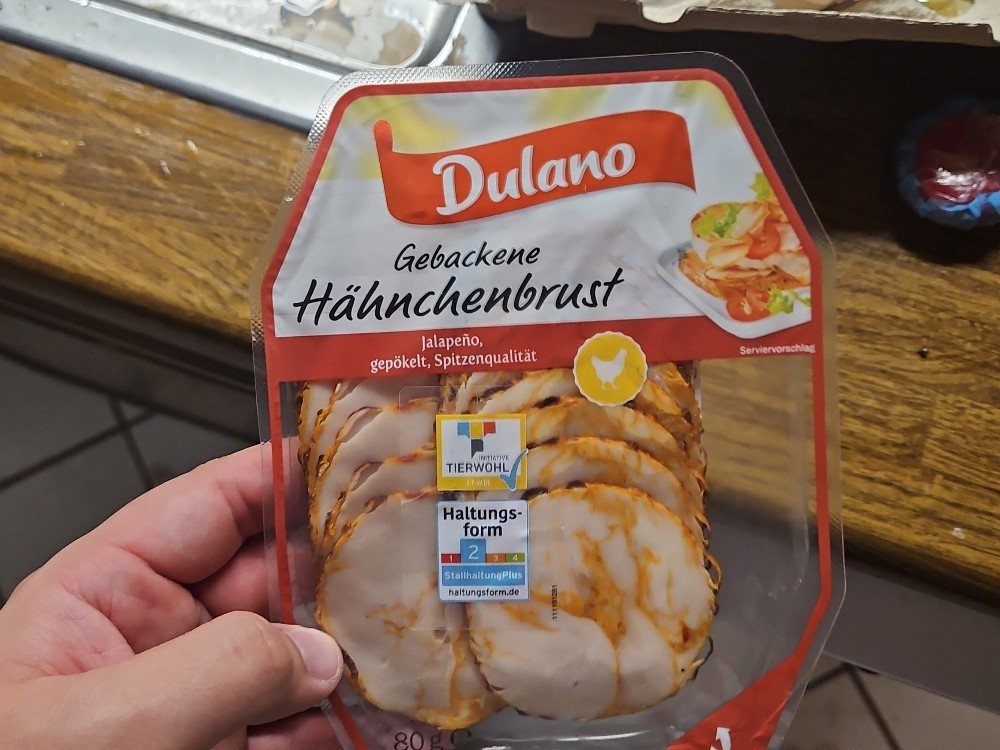 Dulano
Gebackene
Hähnchenbrust
Jalapeño,
gepökelt, Spitzenqualität
Serviervorschlag
INITIATIVE
TIERWOHL
Haltungs-
form
1 2 3 4
StallhaltungPlus
haltungsform.de
80 g e